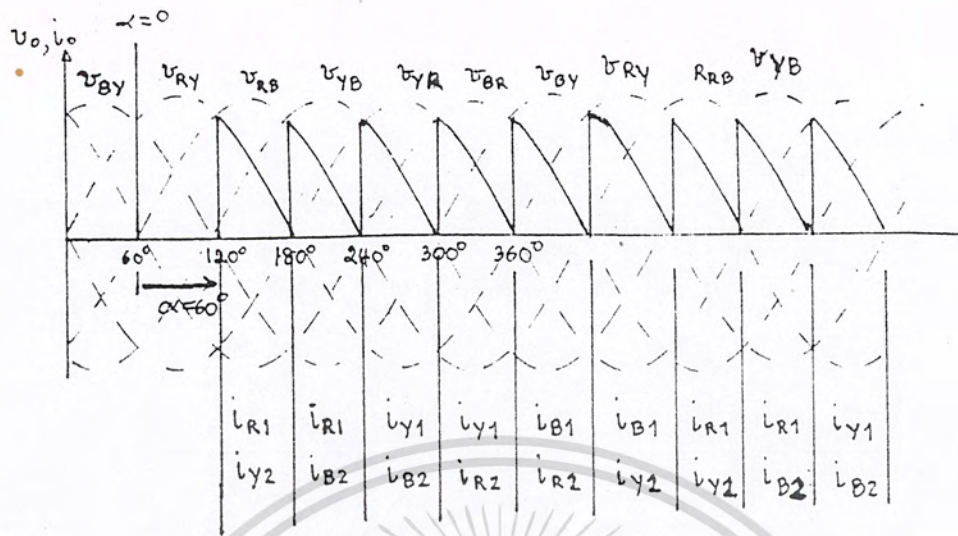 α=0
v₀, i₀
v_BY v_RY v_RB v_YB v_YR v_BR v_BY v_RY R_RB v_YB
60° 120° 180° 240° 300° 360°
α=60°
i_R1 i_R1 i_Y1 i_Y1 i_B1 i_B1 i_R1 i_R1 i_Y1
i_Y2 i_B2 i_B2 i_R2 i_R2 i_Y2 i_Y2 i_B2 i_B2